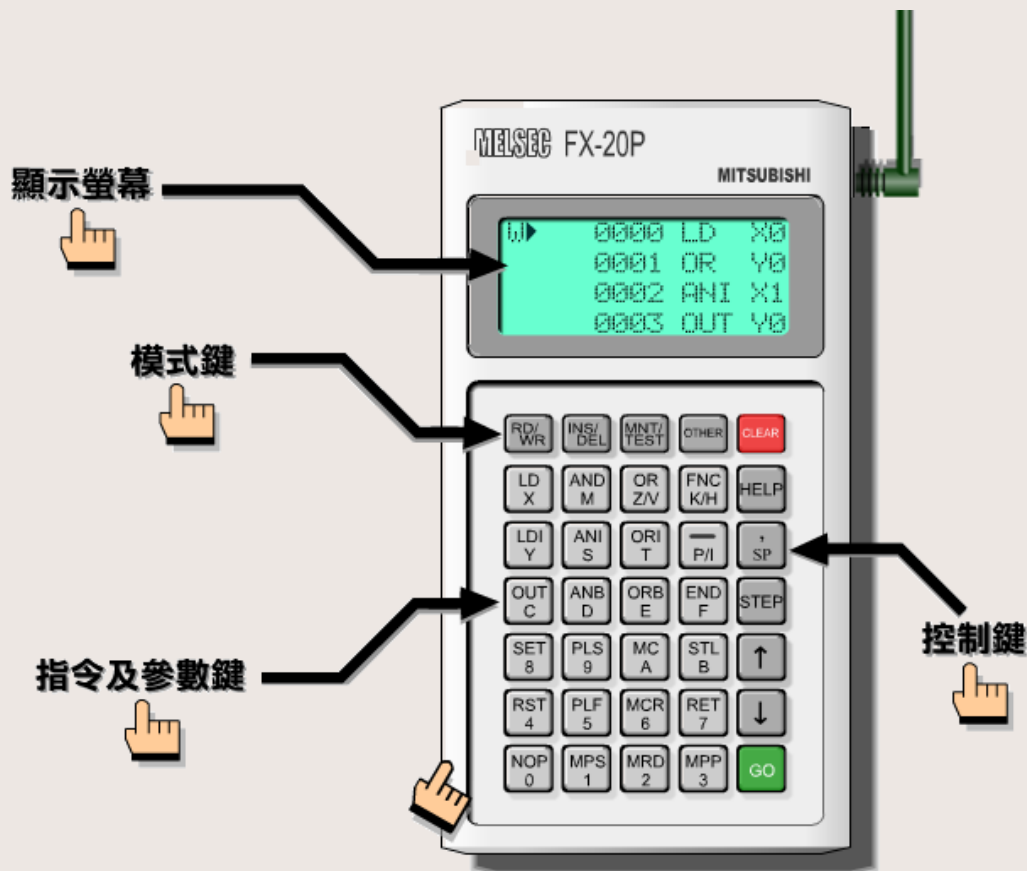 MELSEC FX-20P
MITSUBISHI
顯示螢幕
W 0000 LD X0
0001 OR Y0
0002 ANI X1
0003 OUT Y0
模式鍵
RD/WR INS/DEL MNT/TEST OTHER CLEAR
LD AND OR FNC HELP
X M Z/V K/H
LDI ANI ORI — ,
Y S T P/I SP
OUT ANB ORB END STEP
C D E F
控制鍵
指令及參數鍵
SET PLS MC STL ↑
8 9 A B
RST PLF MCR RET ↓
4 5 6 7
NOP MPS MRD MPP GO
0 1 2 3